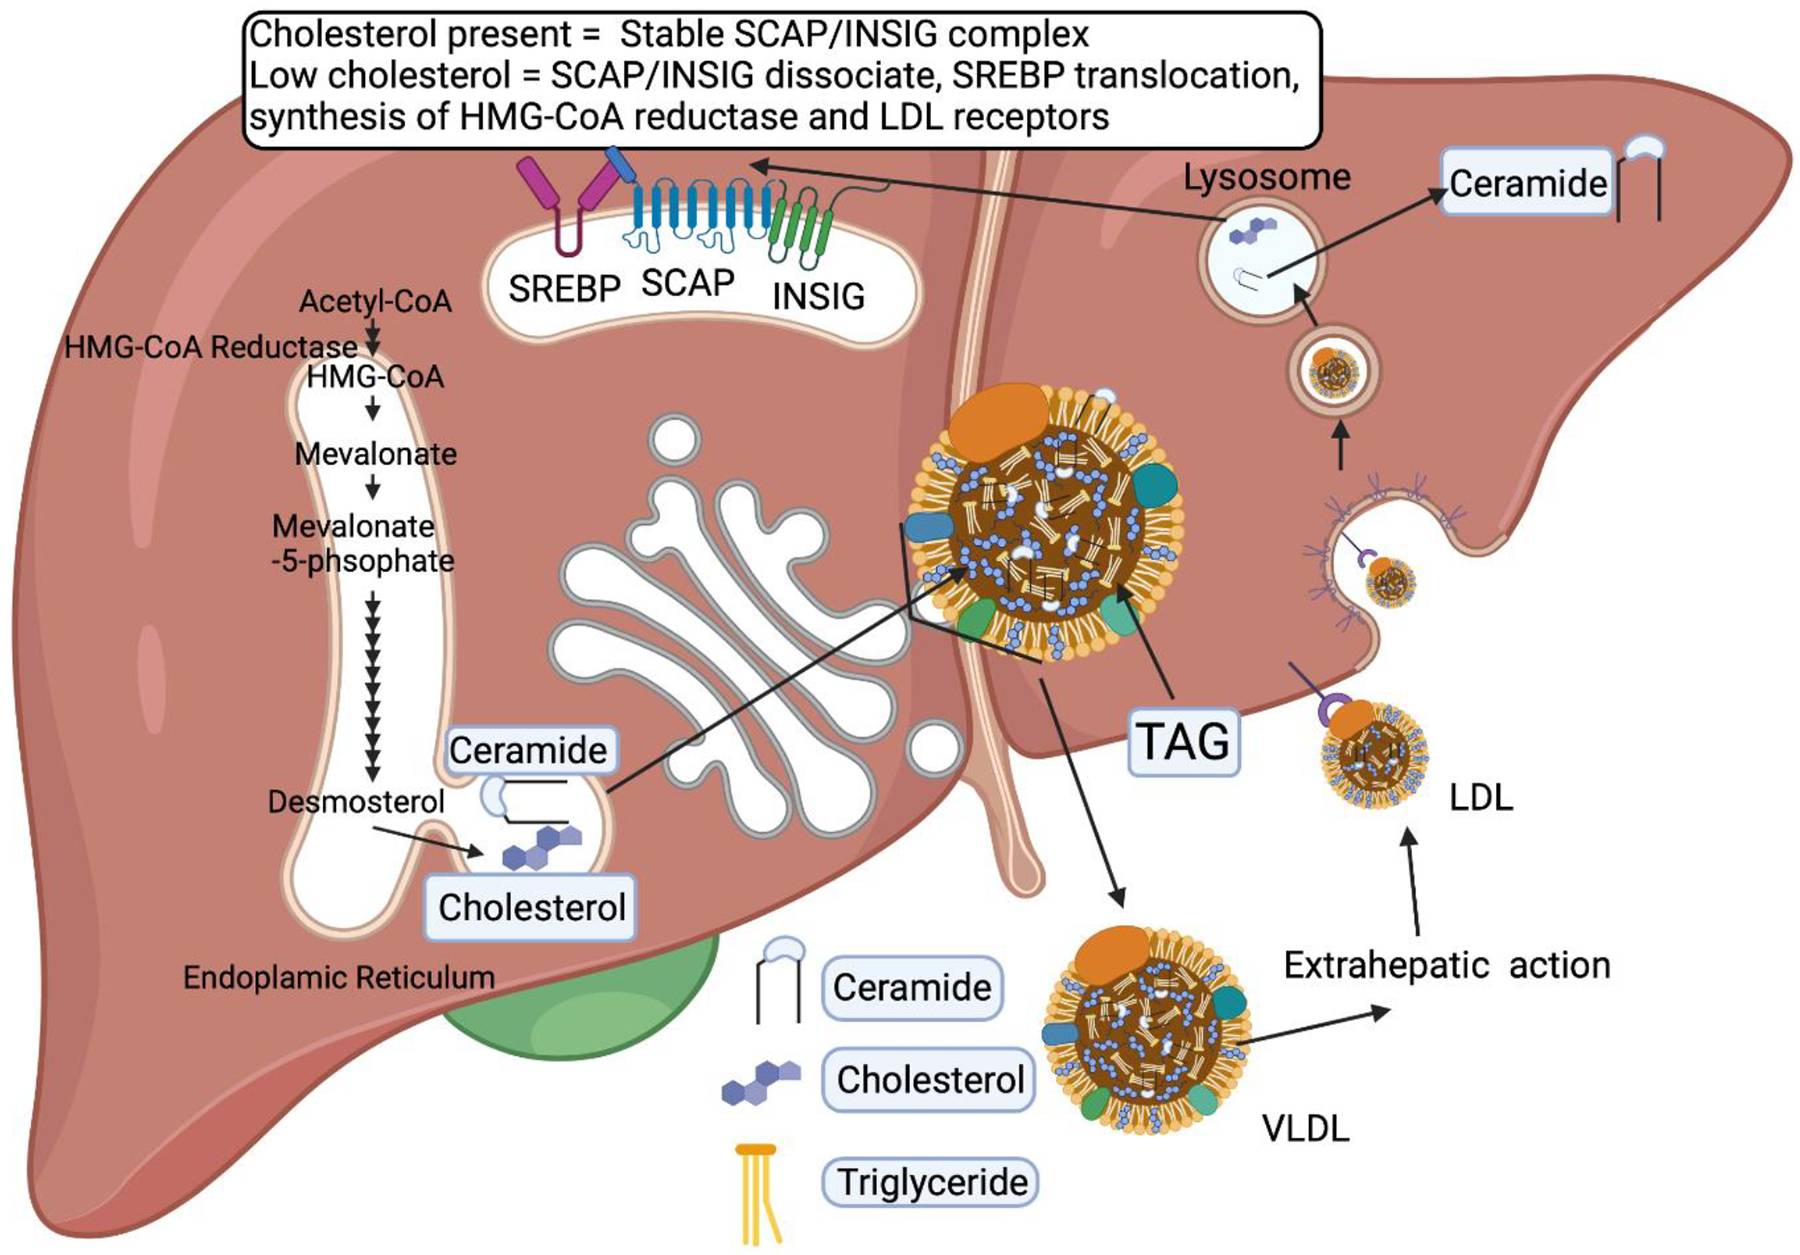 Cholesterol present = Stable SCAP/INSIG complex
Low cholesterol = SCAP/INSIG dissociate, SREBP translocation,
synthesis of HMG-CoA reductase and LDL receptors
Lysosome
Ceramide
SREBP
SCAP
INSIG
Acetyl-CoA
HMG-CoA Reductase
HMG-CoA
Mevalonate
Mevalonate
-5-phsophate
Desmosterol
Ceramide
Cholesterol
Endoplamic Reticulum
TAG
LDL
Extrahepatic action
VLDL
Ceramide
Cholesterol
Triglyceride